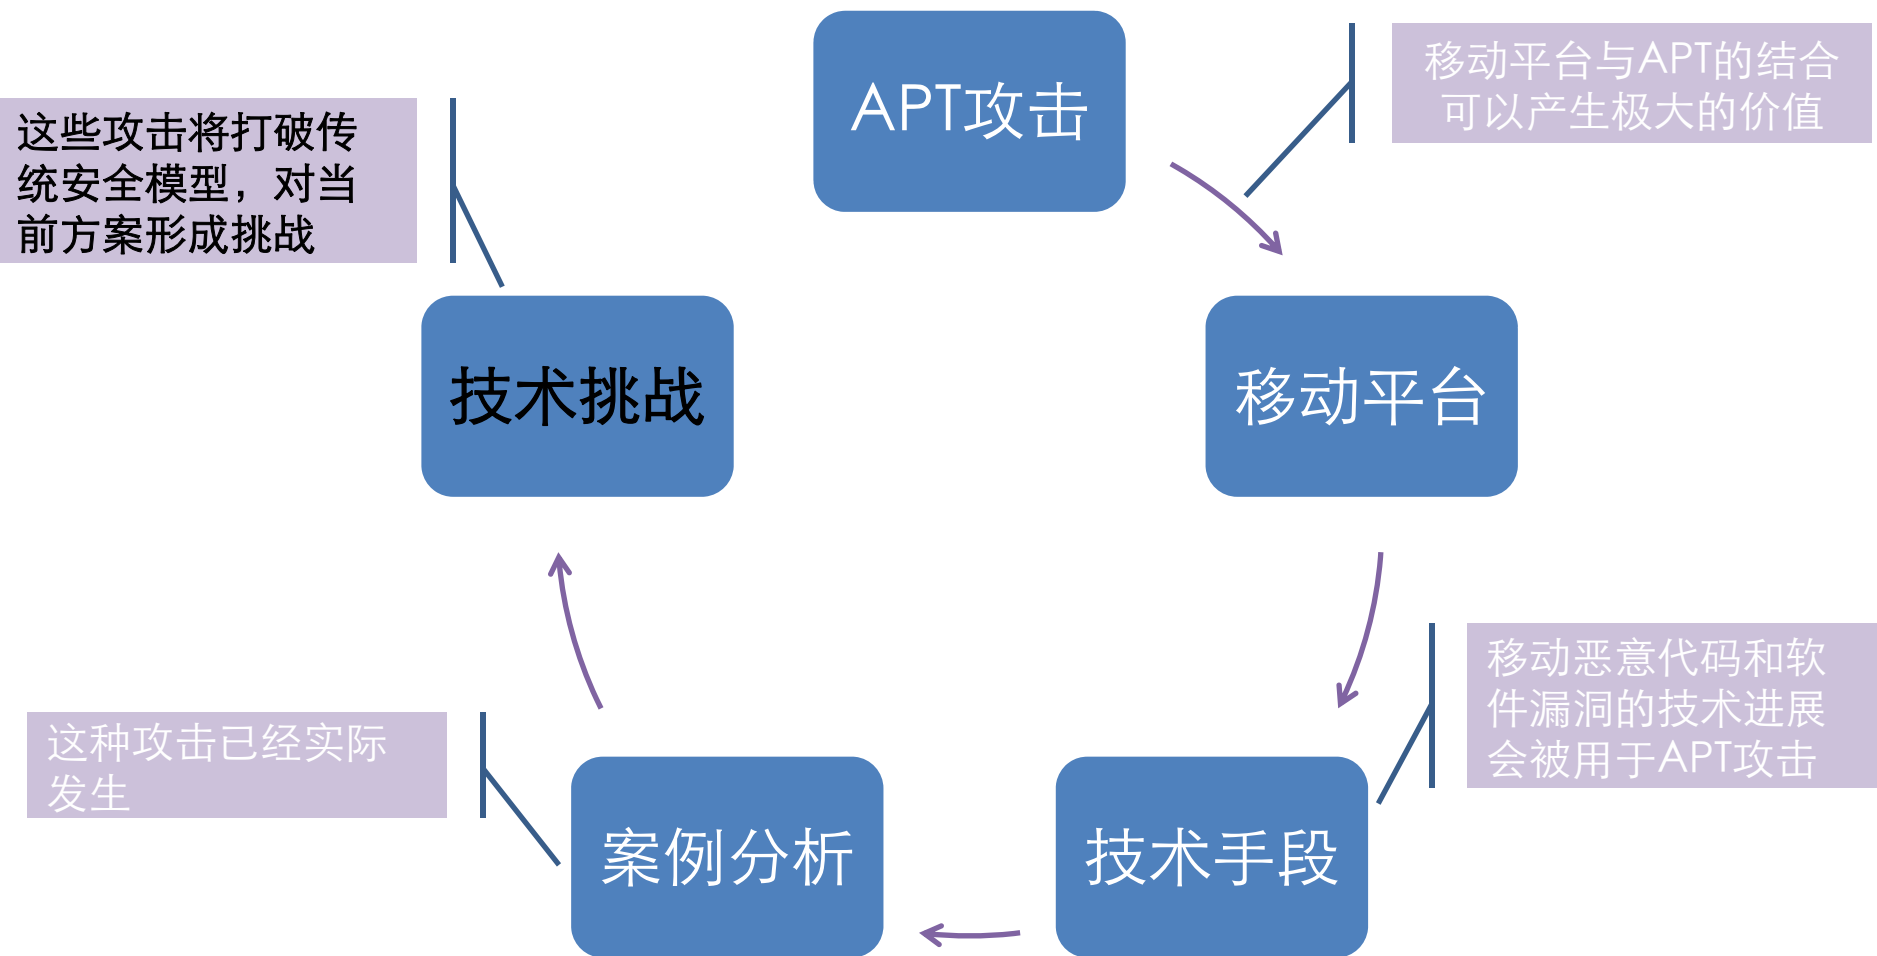 APT攻击
移动平台与APT的结合
可以产生极大的价值
这些攻击将打破传
统安全模型，对当
前方案形成挑战
技术挑战
移动平台
移动恶意代码和软
件漏洞的技术进展
会被用于APT攻击
这种攻击已经实际
发生
案例分析
技术手段